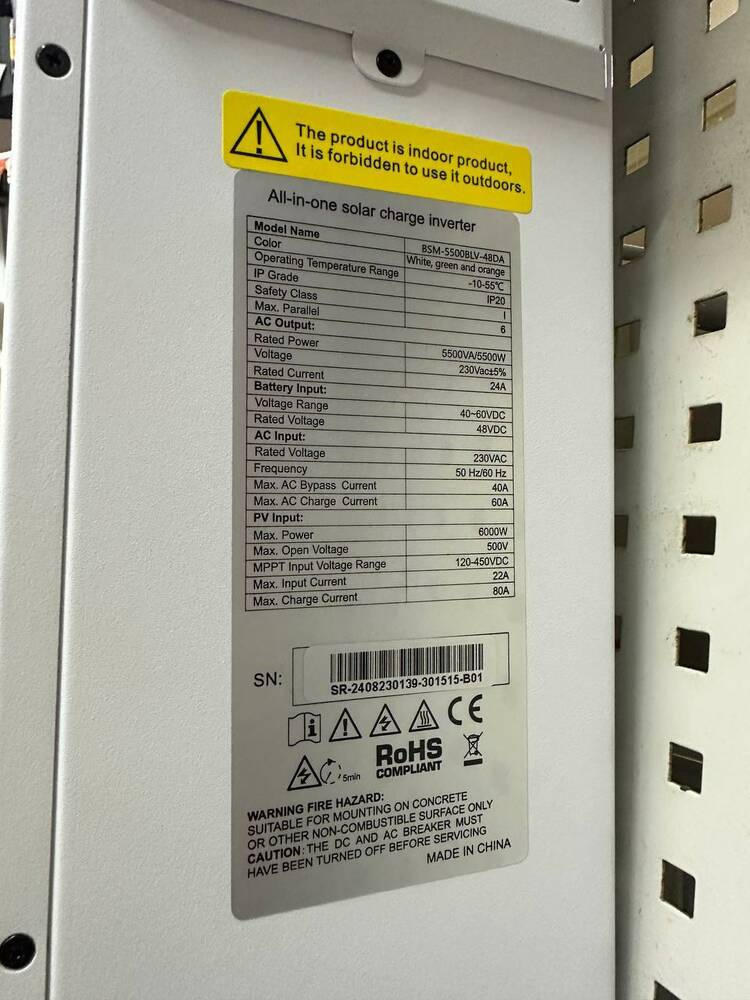 The product is indoor product,
It is forbidden to use it outdoors.
All-in-one solar charge inverter
Model Name BSM-5500BLV-48DA
Color White, green and orange
Operating Temperature Range -10-55℃
IP Grade IP20
Safety Class I
Max. Parallel 6
AC Output:
Rated Power 5500VA/5500W
Voltage 230Vac±5%
Rated Current 24A
Battery Input:
Voltage Range 40~60VDC
Rated Voltage 48VDC
AC Input:
Rated Voltage 230VAC
Frequency 50 Hz/60 Hz
Max. AC Bypass Current 40A
Max. AC Charge Current 60A
PV Input:
Max. Power 6000W
Max. Open Voltage 500V
MPPT Input Voltage Range 120-450VDC
Max. Input Current 22A
Max. Charge Current 80A
SN:
SR-2408230139-301515-B01
CE
5min
RoHS
COMPLIANT
WARNING FIRE HAZARD:
SUITABLE FOR MOUNTING ON CONCRETE
OR OTHER NON-COMBUSTIBLE SURFACE ONLY
CAUTION: THE DC AND AC BREAKER MUST
HAVE BEEN TURNED OFF BEFORE SERVICING
MADE IN CHINA